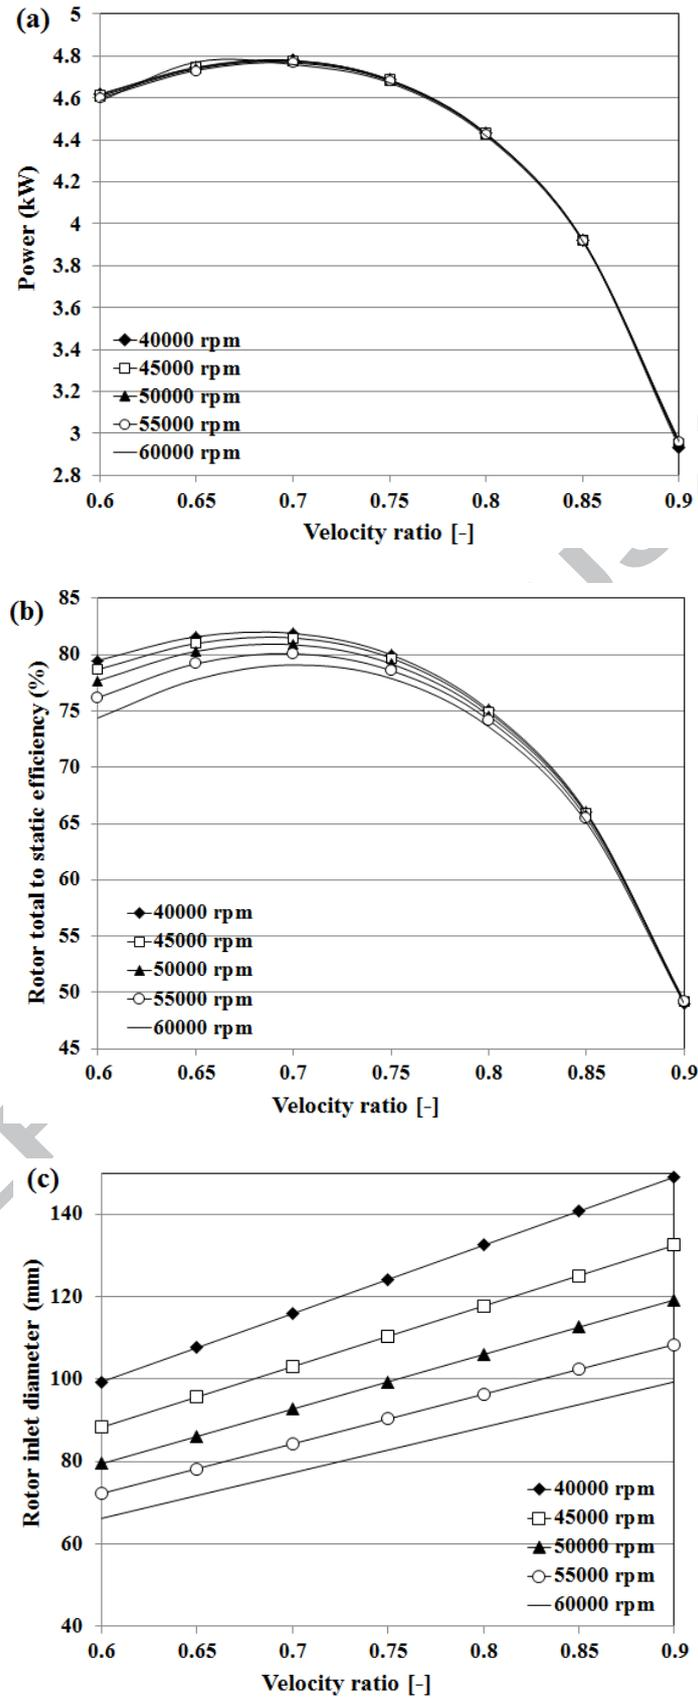 (a)
5
4.8
4.6
4.4
4.2
4
3.8
3.6
3.4
3.2
3
2.8
Power (kW)
40000 rpm
45000 rpm
50000 rpm
55000 rpm
60000 rpm
0.6 0.65 0.7 0.75 0.8 0.85 0.9
Velocity ratio [-]
(b)
85
80
75
70
65
60
55
50
45
Rotor total to static efficiency (%)
40000 rpm
45000 rpm
50000 rpm
55000 rpm
60000 rpm
0.6 0.65 0.7 0.75 0.8 0.85 0.9
Velocity ratio [-]
(c)
140
120
100
80
60
40
Rotor inlet diameter (mm)
40000 rpm
45000 rpm
50000 rpm
55000 rpm
60000 rpm
0.6 0.65 0.7 0.75 0.8 0.85 0.9
Velocity ratio [-]